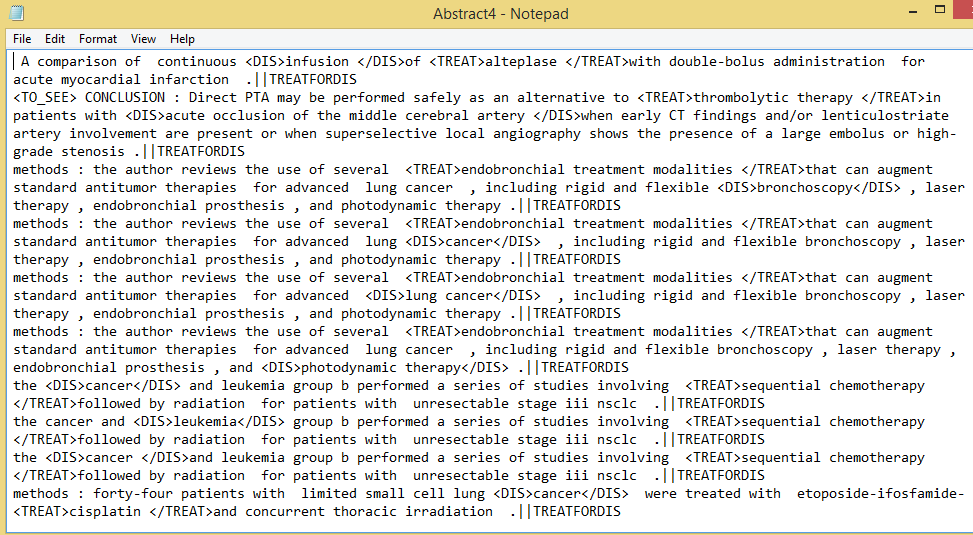 Abstract4 - Notepad
File Edit Format View Help
A comparison of  continuous <DIS>infusion </DIS>of <TREAT>alteplase </TREAT>with double-bolus administration  for
acute myocardial infarction  .||TREATFORDIS
<TO_SEE> CONCLUSION : Direct PTA may be performed safely as an alternative to <TREAT>thrombolytic therapy </TREAT>in
patients with <DIS>acute occlusion of the middle cerebral artery </DIS>when early CT findings and/or lenticulostriate
artery involvement are present or when superselective local angiography shows the presence of a large embolus or high-
grade stenosis .||TREATFORDIS
methods : the author reviews the use of several  <TREAT>endobronchial treatment modalities </TREAT>that can augment
standard antitumor therapies  for advanced  lung cancer  , including rigid and flexible <DIS>bronchoscopy</DIS> , laser
therapy , endobronchial prosthesis , and photodynamic therapy .||TREATFORDIS
methods : the author reviews the use of several  <TREAT>endobronchial treatment modalities </TREAT>that can augment
standard antitumor therapies  for advanced  lung <DIS>cancer</DIS>  , including rigid and flexible bronchoscopy , laser
therapy , endobronchial prosthesis , and photodynamic therapy .||TREATFORDIS
methods : the author reviews the use of several  <TREAT>endobronchial treatment modalities </TREAT>that can augment
standard antitumor therapies  for advanced  <DIS>lung cancer</DIS>  , including rigid and flexible bronchoscopy , laser
therapy , endobronchial prosthesis , and photodynamic therapy .||TREATFORDIS
methods : the author reviews the use of several  <TREAT>endobronchial treatment modalities </TREAT>that can augment
standard antitumor therapies  for advanced  lung cancer  , including rigid and flexible bronchoscopy , laser therapy ,
endobronchial prosthesis , and <DIS>photodynamic therapy</DIS> .||TREATFORDIS
the <DIS>cancer</DIS> and leukemia group b performed a series of studies involving  <TREAT>sequential chemotherapy
</TREAT>followed by radiation  for patients with  unresectable stage iii nsclc  .||TREATFORDIS
the cancer and <DIS>leukemia</DIS> group b performed a series of studies involving  <TREAT>sequential chemotherapy
</TREAT>followed by radiation  for patients with  unresectable stage iii nsclc  .||TREATFORDIS
the <DIS>cancer </DIS>and leukemia group b performed a series of studies involving  <TREAT>sequential chemotherapy
</TREAT>followed by radiation  for patients with  unresectable stage iii nsclc  .||TREATFORDIS
methods : forty-four patients with  limited small cell lung <DIS>cancer</DIS>  were treated with  etoposide-ifosfamide-
<TREAT>cisplatin </TREAT>and concurrent thoracic irradiation  .||TREATFORDIS